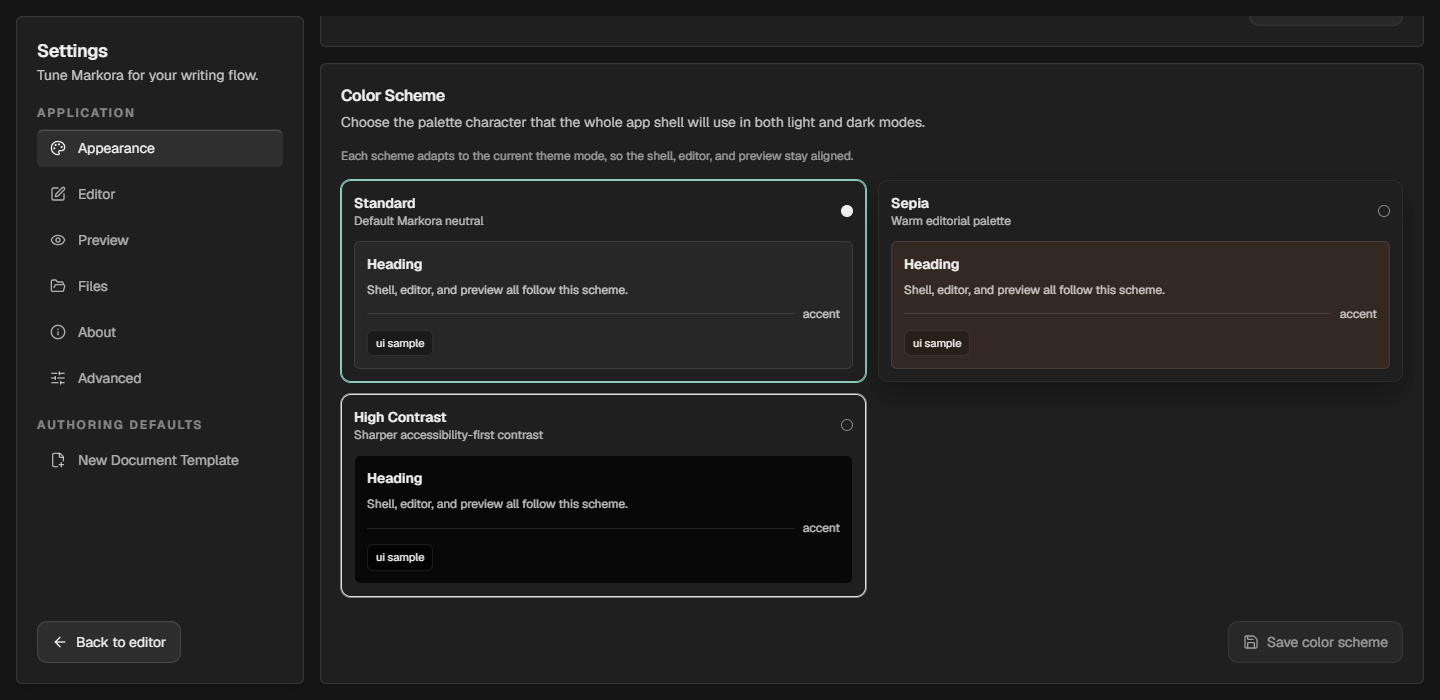 Settings
Tune Markora for your writing flow.
APPLICATION
Appearance
Editor
Preview
Files
About
Advanced
AUTHORING DEFAULTS
New Document Template
Back to editor
Color Scheme
Choose the palette character that the whole app shell will use in both light and dark modes.
Each scheme adapts to the current theme mode, so the shell, editor, and preview stay aligned.
Standard
Default Markora neutral
Heading
Shell, editor, and preview all follow this scheme.
accent
ui sample
Sepia
Warm editorial palette
Heading
Shell, editor, and preview all follow this scheme.
accent
ui sample
High Contrast
Sharper accessibility-first contrast
Heading
Shell, editor, and preview all follow this scheme.
accent
ui sample
Save color scheme